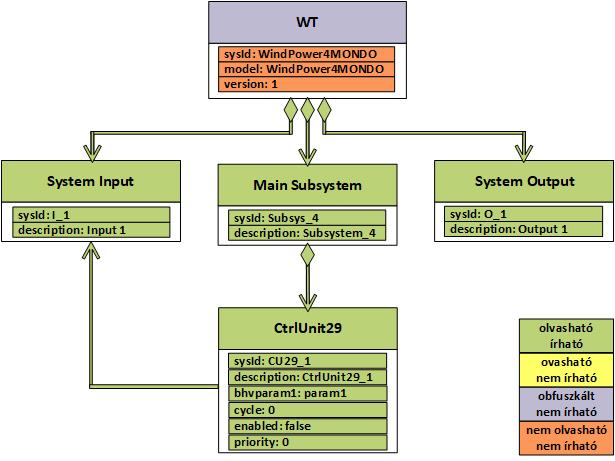 WT
sysId: WindPower4MONDO
model: WindPower4MONDO
version: 1
System Input
sysId: I_1
description: Input 1
Main Subsystem
sysId: Subsys_4
description: Subsystem_4
System Output
sysId: O_1
description: Output 1
CtrlUnit29
sysId: CU29_1
description: CtrlUnit29_1
bhvparam1: param1
cycle: 0
enabled: false
priority: 0
olvasható
írható
ovasható
nem írható
obfuszkált
nem írható
nem olvasható
nem írható